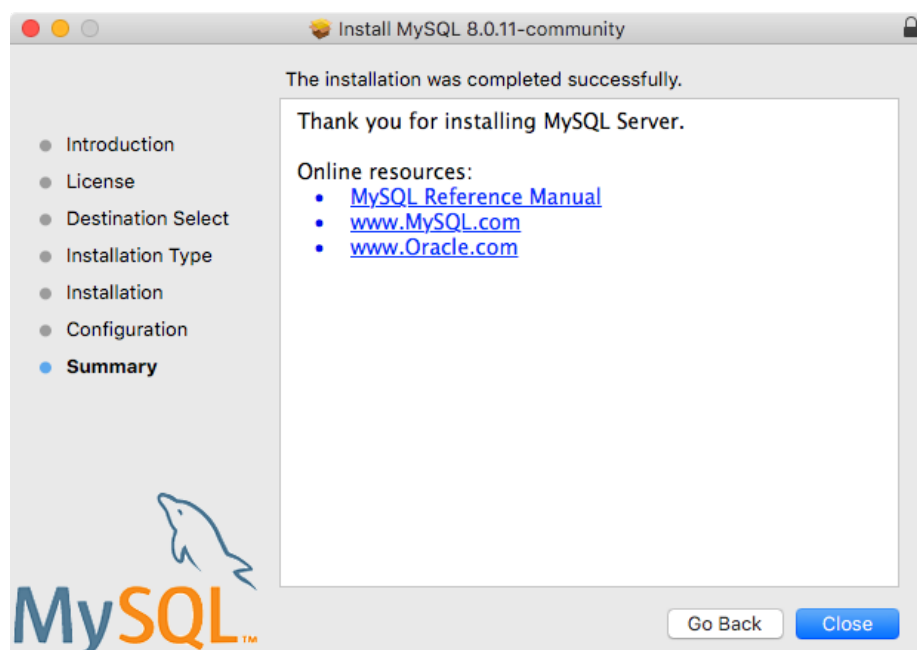 Install MySQL 8.0.11-community
The installation was completed successfully.
Introduction
License
Destination Select
Installation Type
Installation
Configuration
Summary
Thank you for installing MySQL Server.
Online resources:
• MySQL Reference Manual
• www.MySQL.com
• www.Oracle.com
MySQL™
Go Back
Close